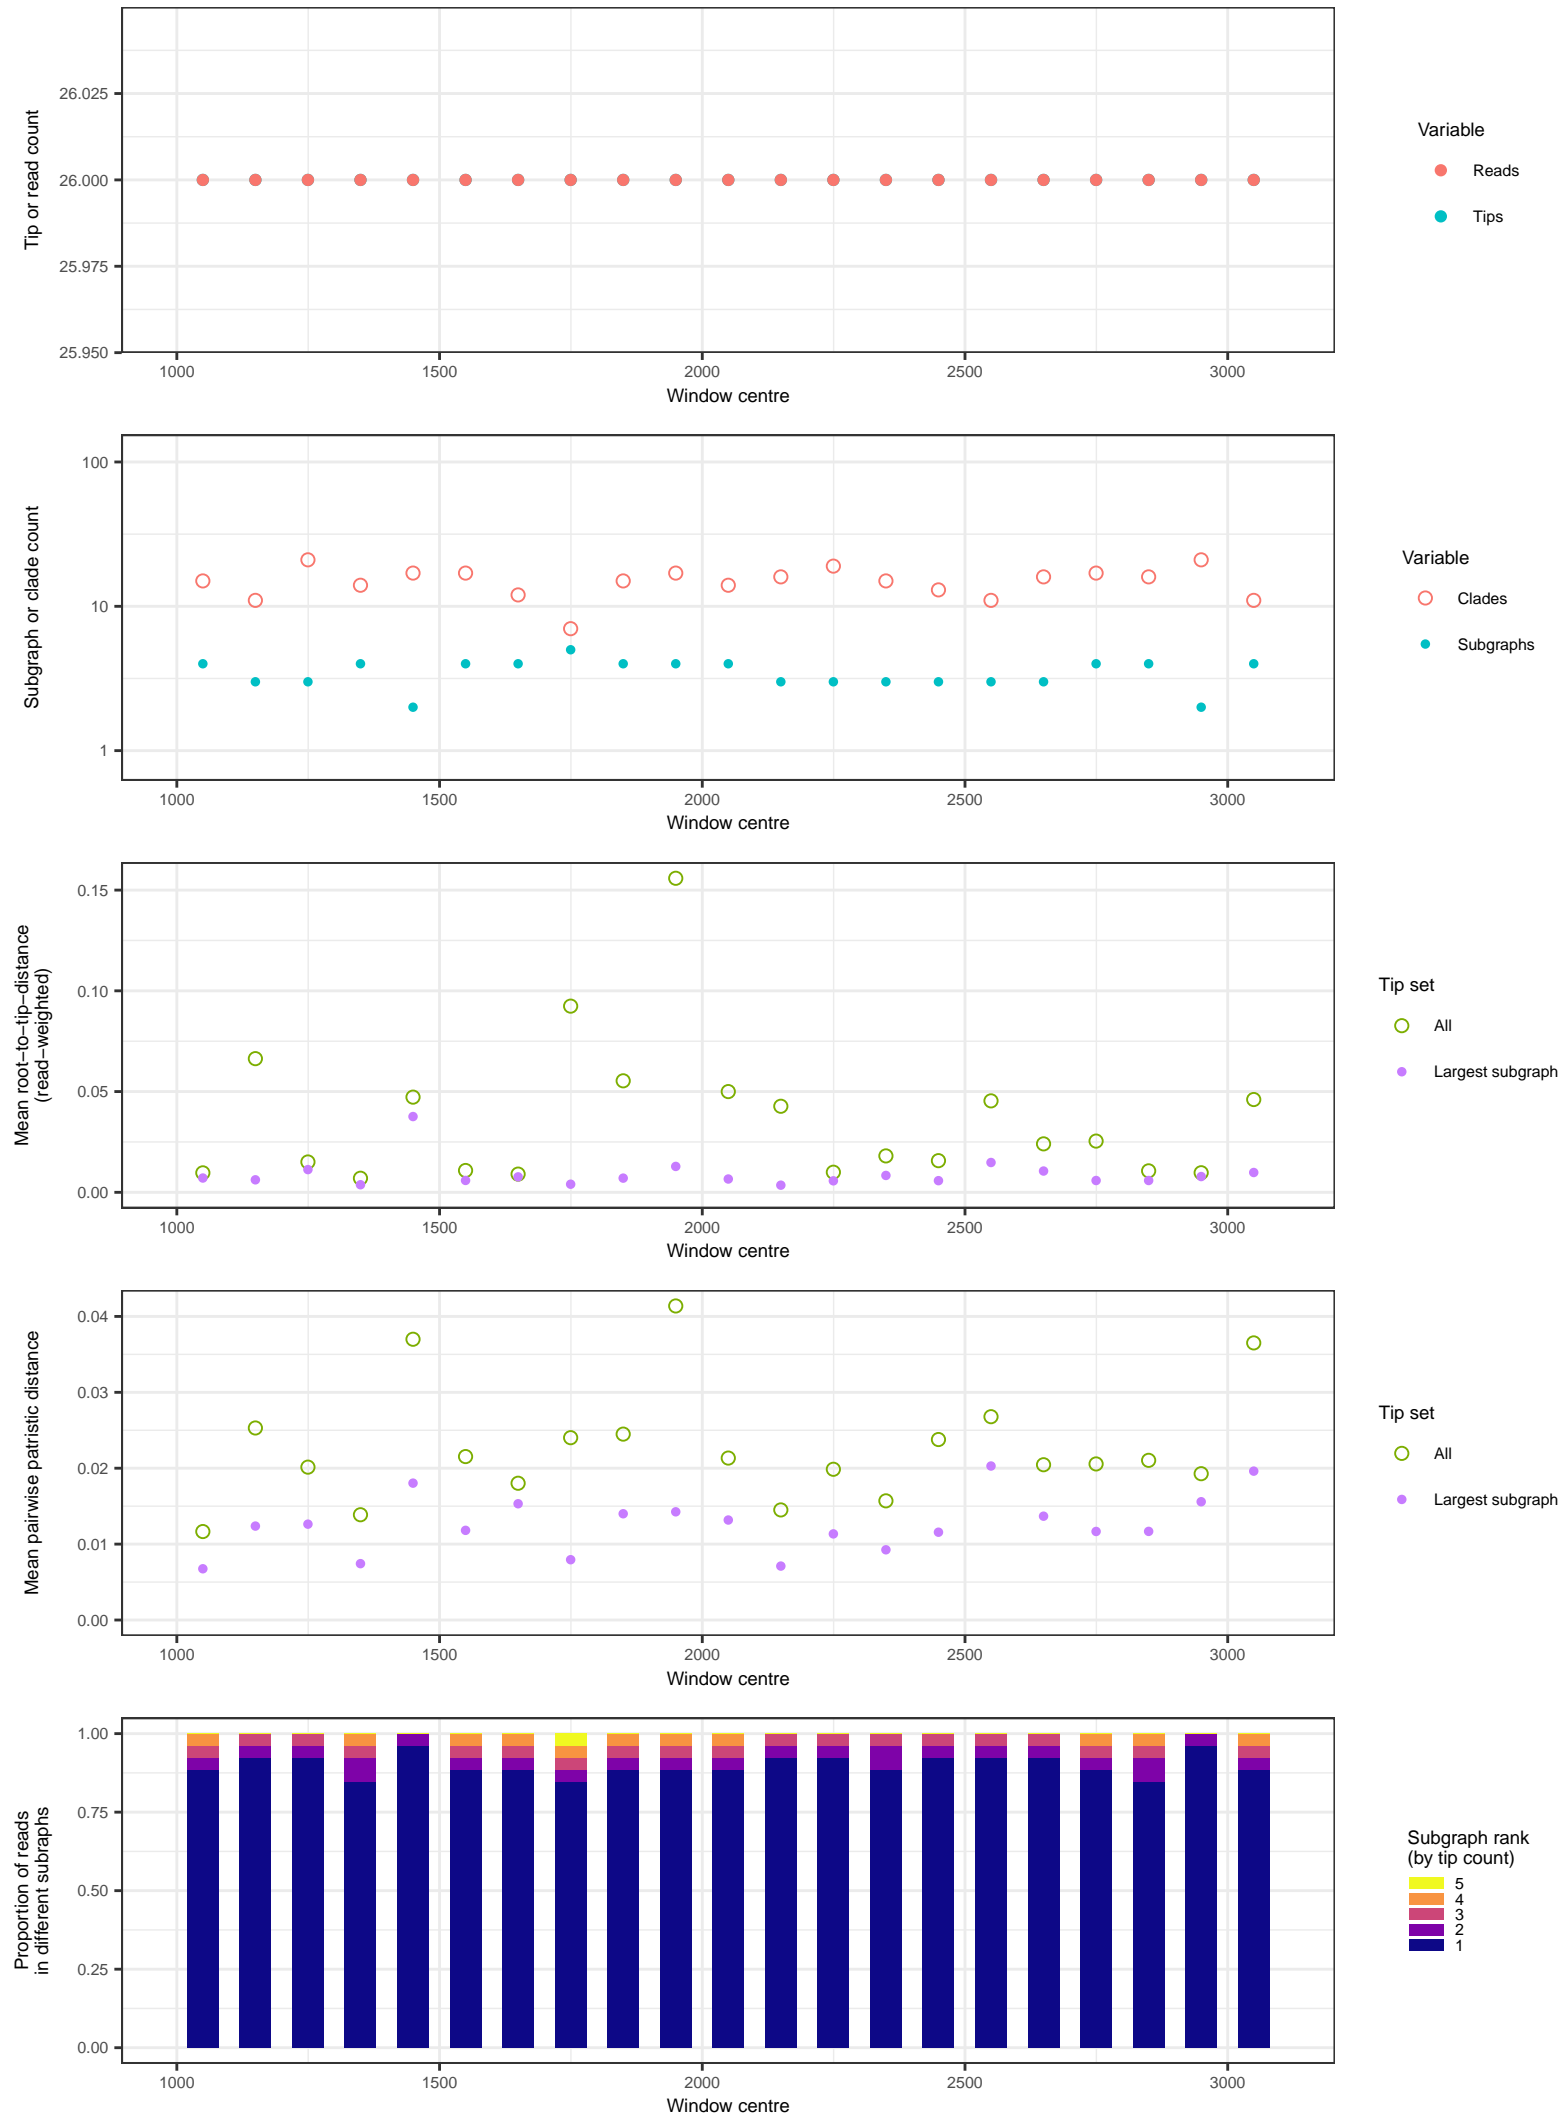 Tip or read count
26.025
26.000
25.975
25.950
1000 1500 2000 2500 3000
Window centre
Variable
Reads
Tips
Subgraph or clade count
100
10
1
1000 1500 2000 2500 3000
Window centre
Variable
Clades
Subgraphs
Mean root−to−tip−distance
(read−weighted)
0.15
0.10
0.05
0.00
1000 1500 2000 2500 3000
Window centre
Tip set
All
Largest subgraph
Mean pairwise patristic distance
0.04
0.03
0.02
0.01
0.00
1000 1500 2000 2500 3000
Window centre
Tip set
All
Largest subgraph
Proportion of reads
in different subraphs
1.00
0.75
0.50
0.25
0.00
1000 1500 2000 2500 3000
Window centre
Subgraph rank
(by tip count)
5
4
3
2
1